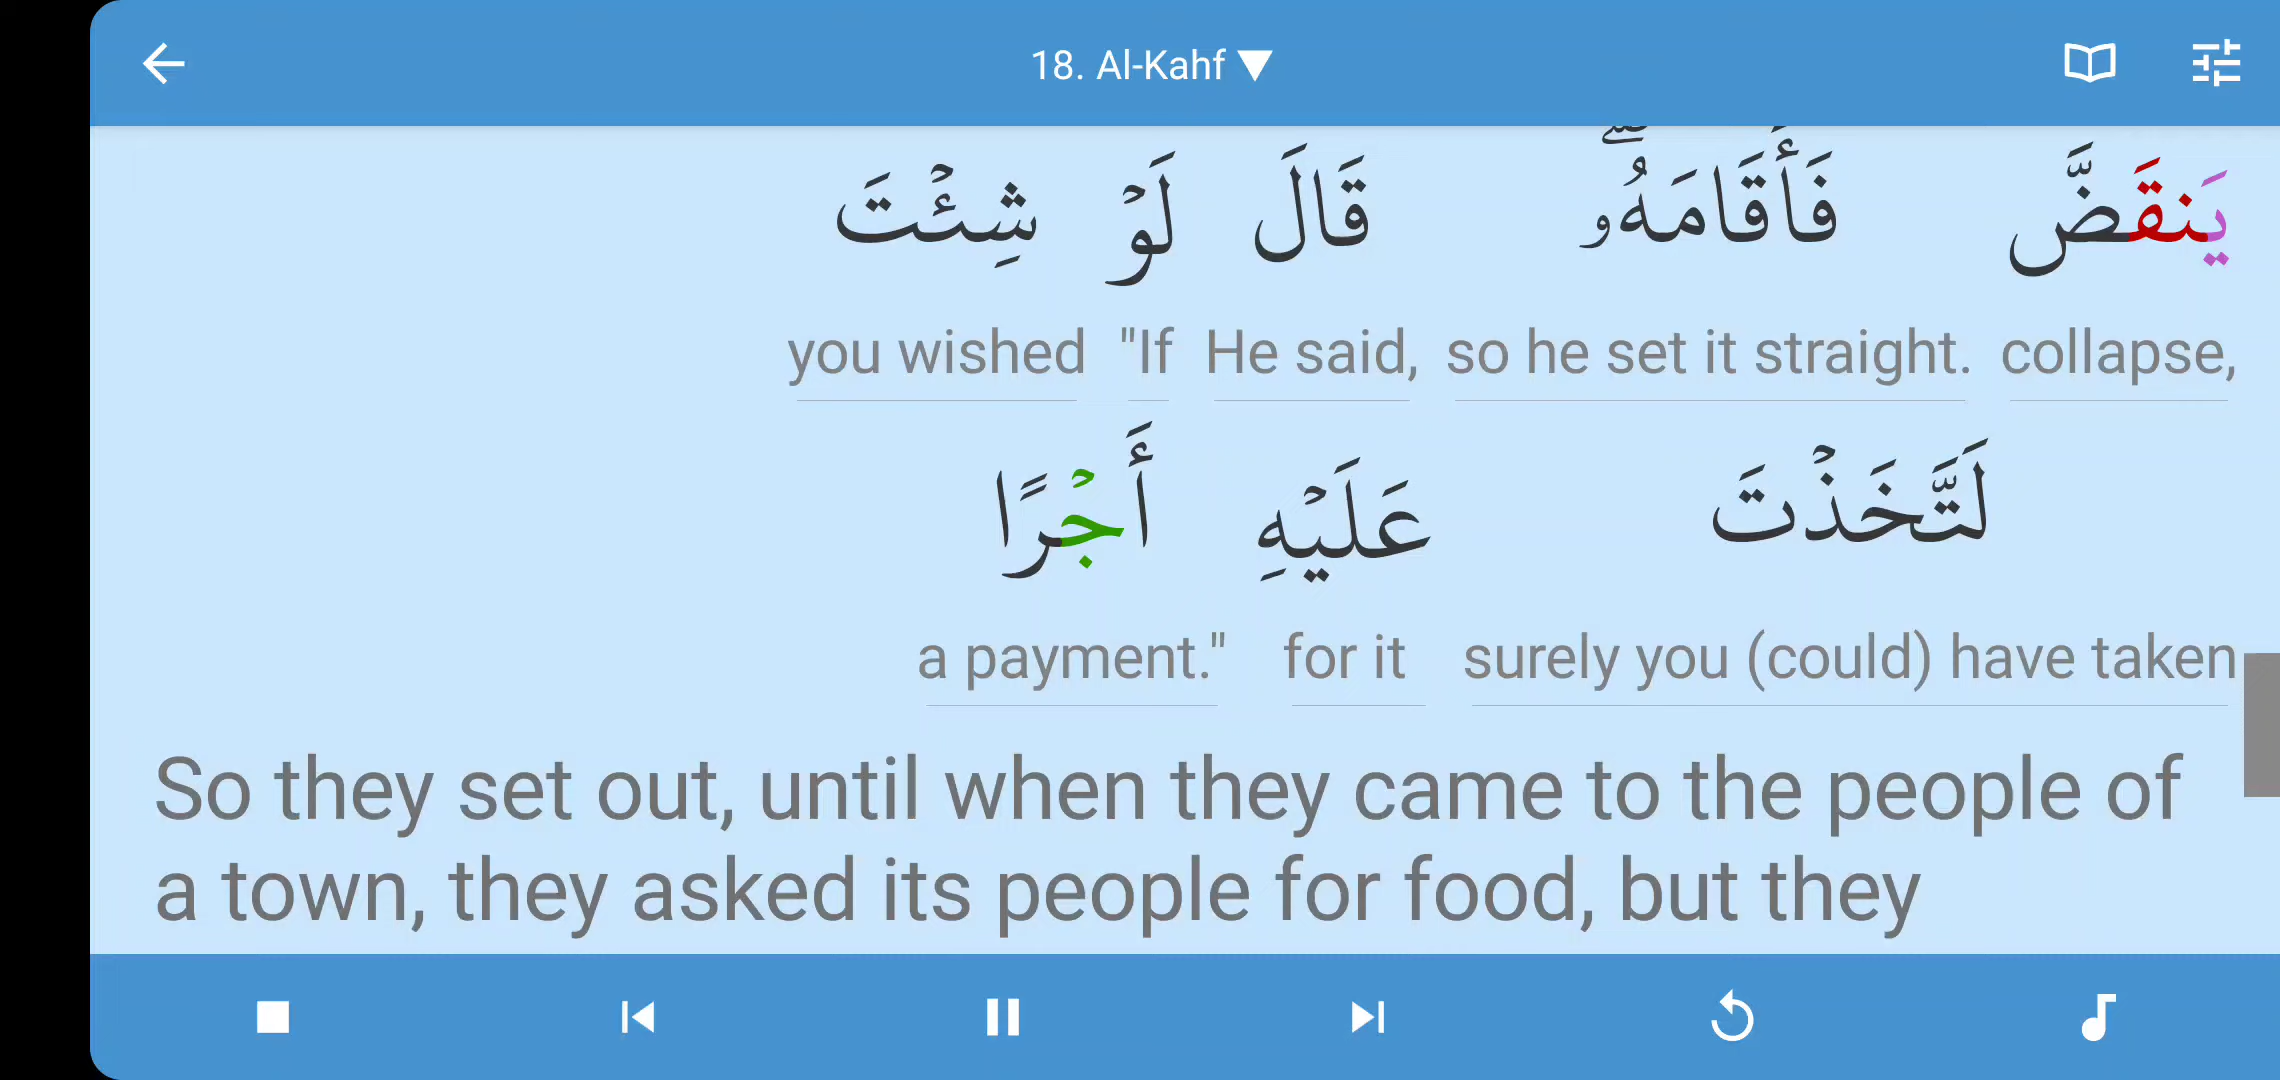 18. Al-Kahf ▼
يَنقَضَّ فَأَقَامَهُۥۖ قَالَ لَوْ شِئْتَ
you wished "If He said, so he set it straight. collapse,
لَتَّخَذْتَ عَلَيْهِ أَجْرًا
a payment." for it surely you (could) have taken
So they set out, until when they came to the people of
a town, they asked its people for food, but they